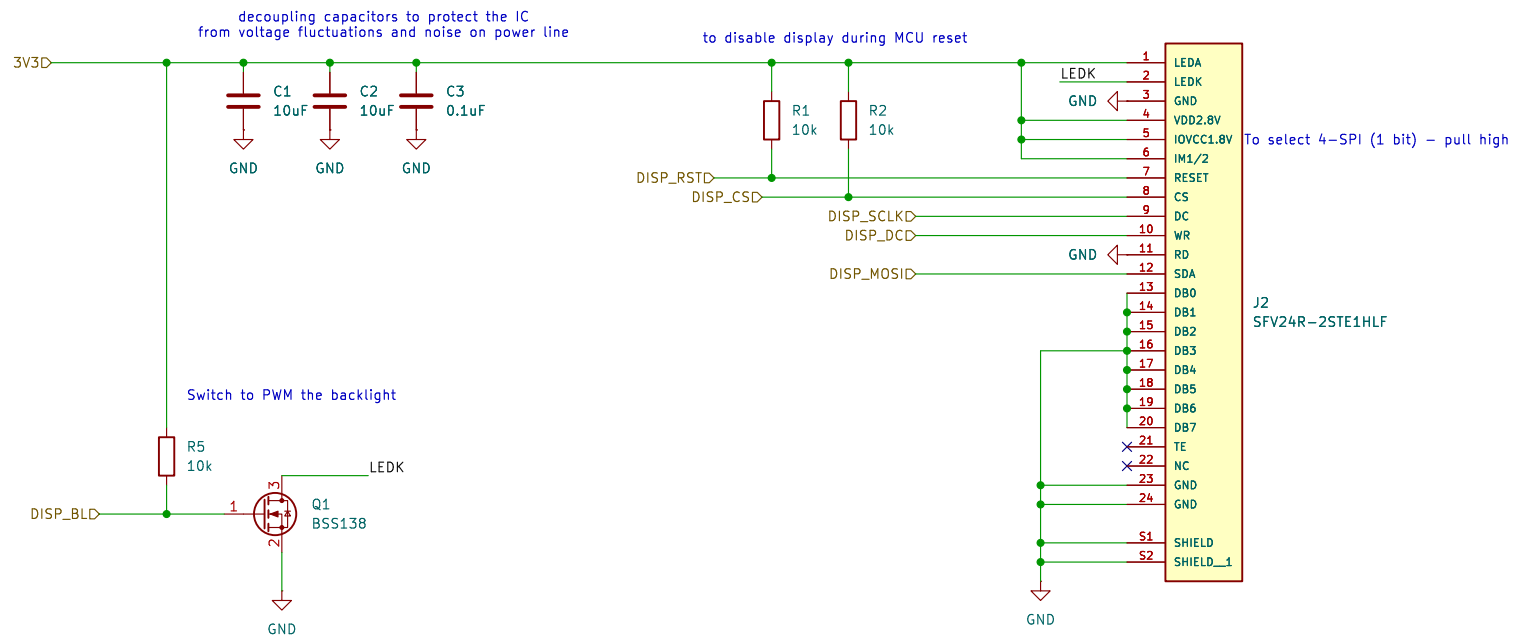 decoupling capacitors to protect the IC
from voltage fluctuations and noise on power line
to disable display during MCU reset
3V3
C1
10uF
GND
C2
10uF
GND
C3
0.1uF
GND
R1
10k
R2
10k
DISP_RST
DISP_CS
DISP_SCLK
DISP_DC
DISP_MOSI
LEDK
GND
GND
1 LEDA
2 LEDK
3 GND
4 VDD2.8V
5 IOVCC1.8V
6 IM1/2
7 RESET
8 CS
9 DC
10 WR
11 RD
12 SDA
13 DB0
14 DB1
15 DB2
16 DB3
17 DB4
18 DB5
19 DB6
20 DB7
21 TE
22 NC
23 GND
24 GND
S1 SHIELD
S2 SHIELD__1
To select 4-SPI (1 bit) - pull high
J2
SFV24R-2STE1HLF
GND
Switch to PWM the backlight
R5
10k
DISP_BL
1
3
2
LEDK
Q1
BSS138
GND